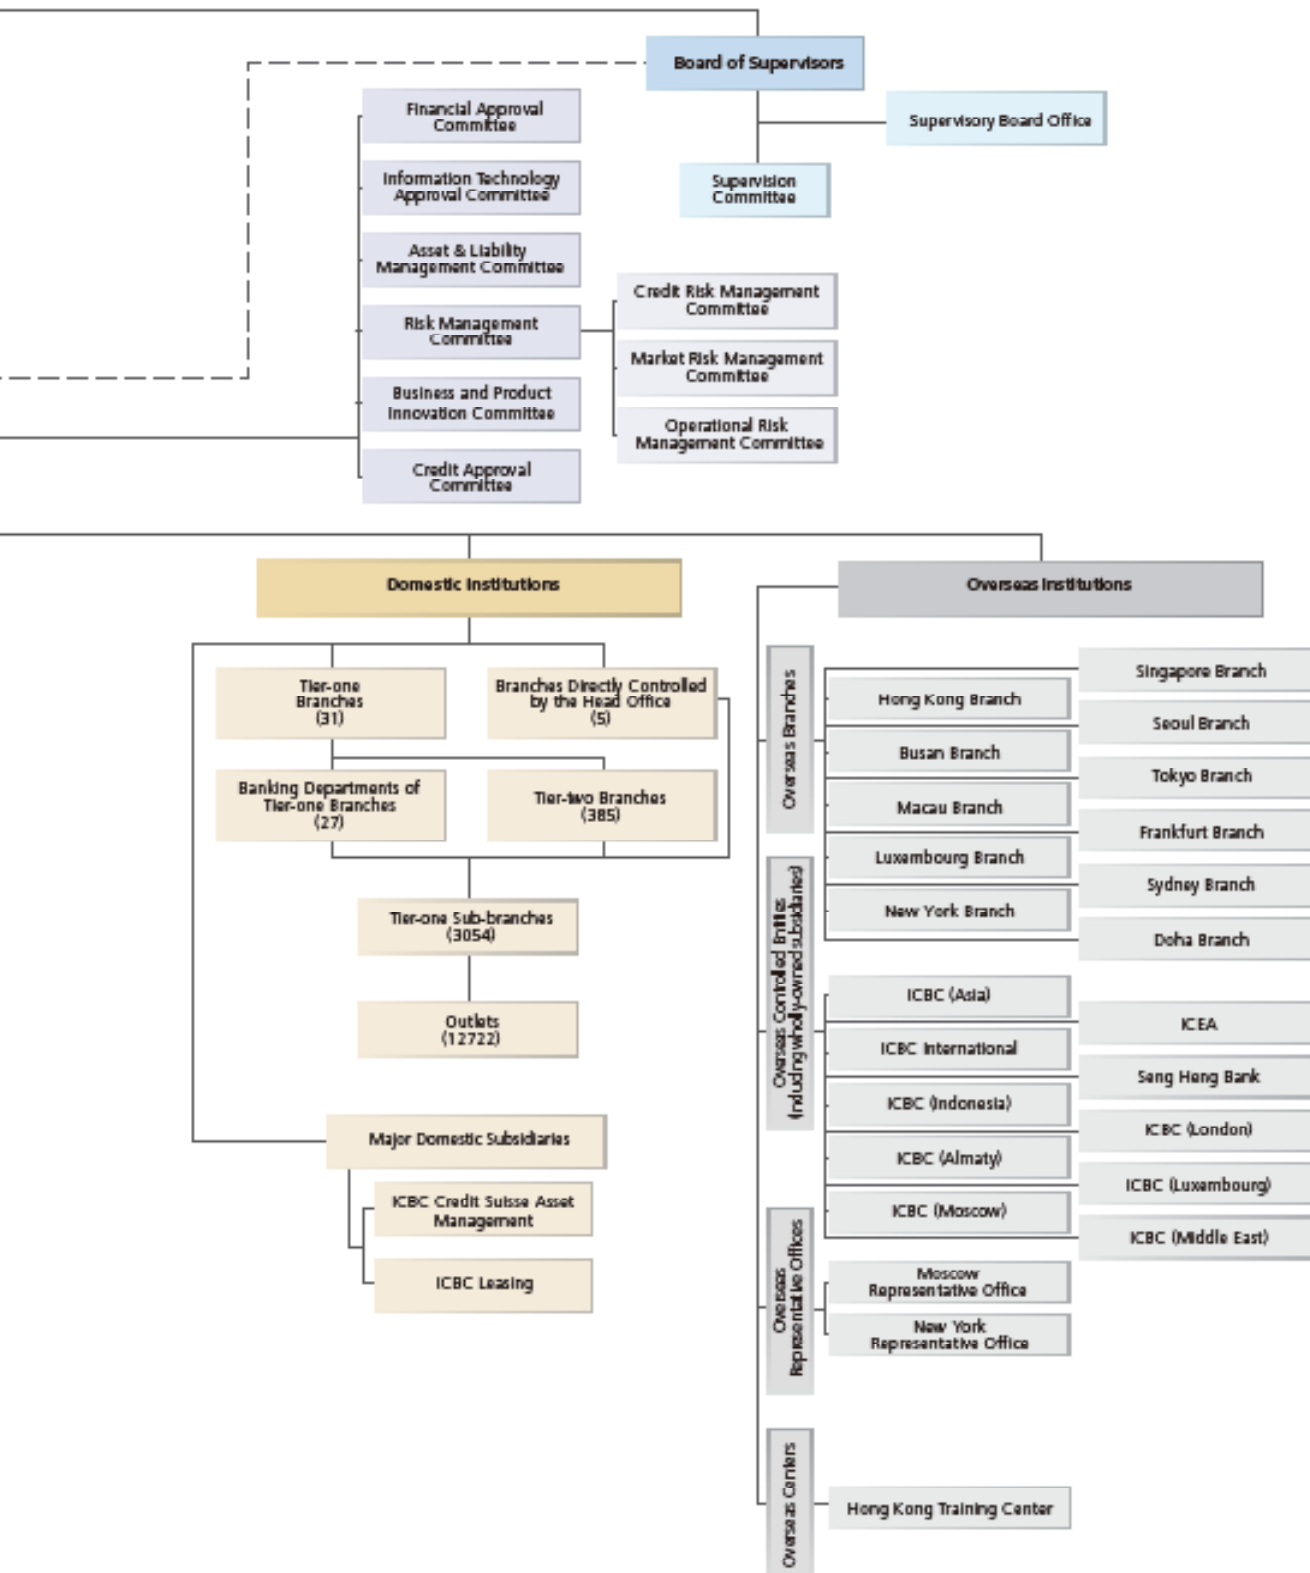 Board of Supervisors
Supervisory Board Office
Supervision
Committee
Financial Approval
Committee
Information Technology
Approval Committee
Asset & Liability
Management Committee
Risk Management
Committee
Business and Product
Innovation Committee
Credit Approval
Committee
Credit Risk Management
Committee
Market Risk Management
Committee
Operational Risk
Management Committee
Domestic Institutions
Tier-one
Branches
(31)
Branches Directly Controlled
by the Head Office
(5)
Banking Departments of
Tier-one Branches
(27)
Tier-two Branches
(385)
Tier-one Sub-branches
(3054)
Outlets
(12722)
Major Domestic Subsidiaries
ICBC Credit Suisse Asset
Management
ICBC Leasing
Overseas Institutions
Overseas Branches
Singapore Branch
Hong Kong Branch
Seoul Branch
Busan Branch
Tokyo Branch
Macau Branch
Frankfurt Branch
Luxembourg Branch
Sydney Branch
New York Branch
Doha Branch
Overseas Controlled Entities
(including wholly-owned subsidiaries)
ICBC (Asia)
ICEA
ICBC International
Seng Heng Bank
ICBC (Indonesia)
ICBC (London)
ICBC (Almaty)
ICBC (Luxembourg)
ICBC (Moscow)
ICBC (Middle East)
Overseas
Representative Offices
Moscow
Representative Office
New York
Representative Office
Overseas Centers
Hong Kong Training Center